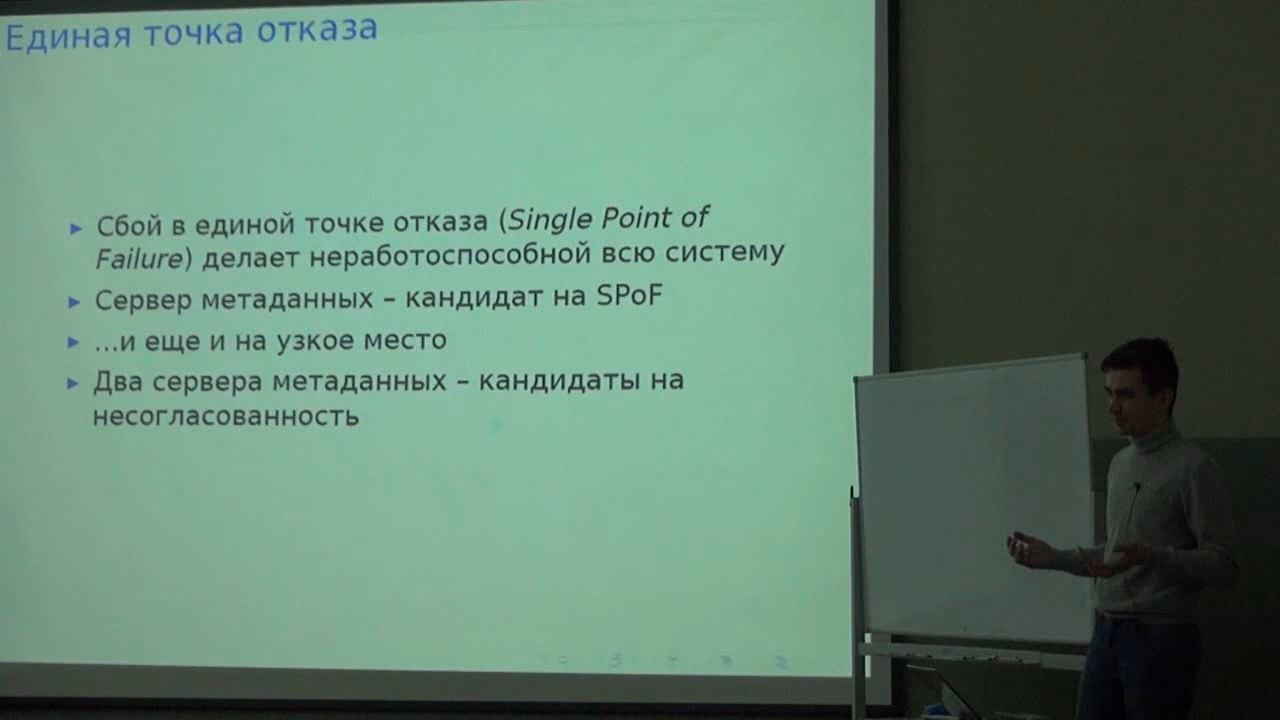 Единая точка отказа
Сбой в единой точке отказа (Single Point of
Failure) делает неработоспособной всю систему
Сервер метаданных – кандидат на SPoF
...и еще и на узкое место
Два сервера метаданных – кандидаты на
несогласованность